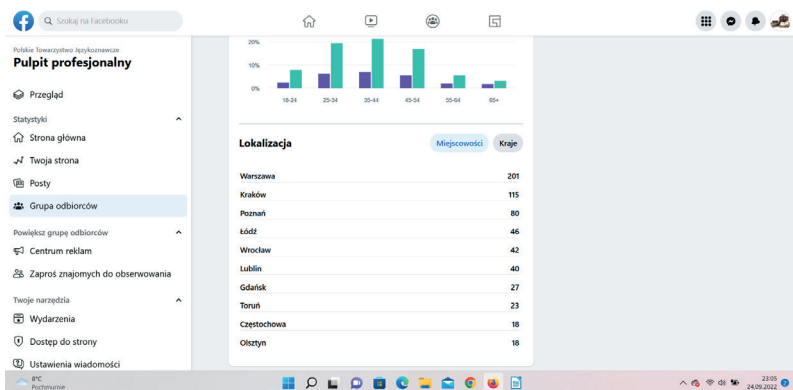 Szukaj na Facebooku
Polskie Towarzystwo Językoznawcze
Pulpit profesjonalny
Przegląd
Statystyki
Strona główna
Twoja strona
Posty
Grupa odbiorców
Powiększ grupę odbiorców
Centrum reklam
Zaproś znajomych do obserwowania
Twoje narzędzia
Wydarzenia
Dostęp do strony
Ustawienia wiadomości
20%
10%
0%
18-24 25-34 35-44 45-54 55-64 65+
Lokalizacja Miejscowości Kraje
Warszawa 201
Kraków 115
Poznań 80
Łódź 46
Wrocław 42
Lublin 40
Gdańsk 27
Toruń 23
Częstochowa 18
Olsztyn 18
8°C
Pochmurnie
23:05
24.09.2022